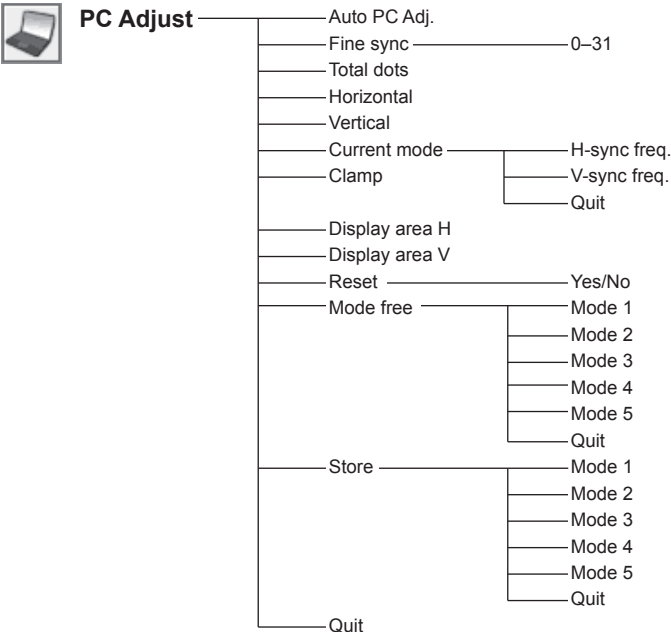 PC Adjust Auto PC Adj.
Fine sync 0–31
Total dots
Horizontal
Vertical
Current mode H-sync freq.
Clamp V-sync freq.
Quit
Display area H
Display area V
Reset Yes/No
Mode free Mode 1
Mode 2
Mode 3
Mode 4
Mode 5
Quit
Store Mode 1
Mode 2
Mode 3
Mode 4
Mode 5
Quit
Quit